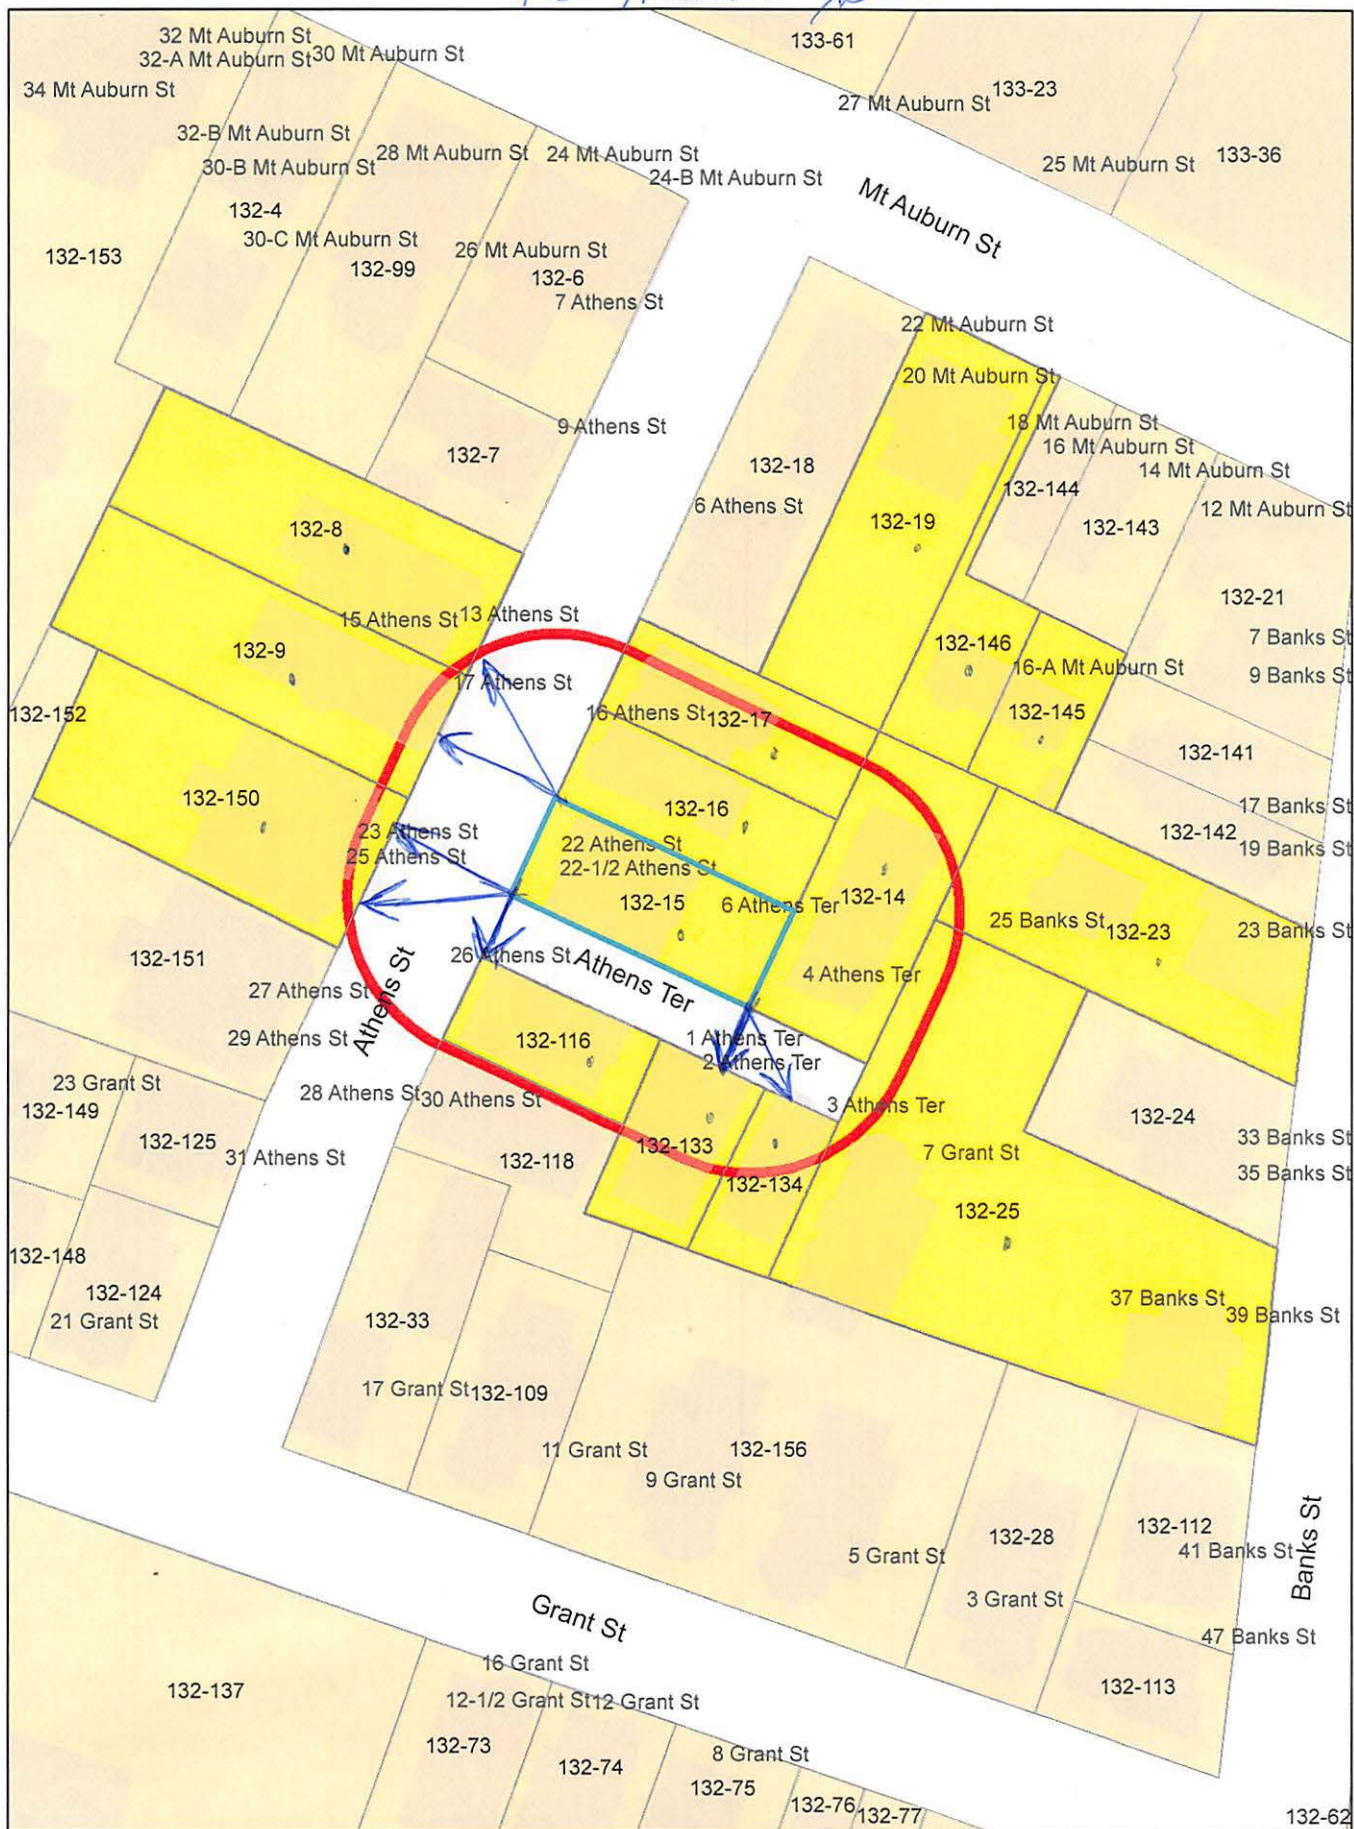 133-61
32 Mt Auburn St
32-A Mt Auburn St
30 Mt Auburn St
34 Mt Auburn St
133-23
27 Mt Auburn St
32-B Mt Auburn St
28 Mt Auburn St
24 Mt Auburn St
133-36
30-B Mt Auburn St
25 Mt Auburn St
24-B Mt Auburn St
132-4
Mt Auburn St
30-C Mt Auburn St
26 Mt Auburn St
132-153
132-99
132-6
7 Athens St
22 Mt Auburn St
20 Mt Auburn St
18 Mt Auburn St
9 Athens St
16 Mt Auburn St
132-7
132-18
14 Mt Auburn St
132-144
6 Athens St
12 Mt Auburn St
132-8
132-19
132-143
132-21
15 Athens St
13 Athens St
7 Banks St
132-9
132-146
16-A Mt Auburn St
9 Banks St
17 Athens St
132-152
16 Athens St
132-17
132-145
132-141
132-150
132-16
17 Banks St
23 Athens St
132-142
22 Athens St
19 Banks St
25 Athens St
22-1/2 Athens St
132-15
6 Athens Ter
132-14
25 Banks St
132-23
23 Banks St
132-151
26 Athens St
Athens Ter
4 Athens Ter
27 Athens St
Athens St
29 Athens St
132-116
1 Athens Ter
2 Athens Ter
23 Grant St
28 Athens St
30 Athens St
3 Athens Ter
132-149
132-24
132-125
132-133
33 Banks St
31 Athens St
132-118
7 Grant St
35 Banks St
132-134
132-25
132-148
132-124
37 Banks St
39 Banks St
21 Grant St
132-33
17 Grant St
132-109
11 Grant St
132-156
9 Grant St
132-112
132-28
41 Banks St
Banks St
5 Grant St
3 Grant St
Grant St
47 Banks St
16 Grant St
132-137
132-113
12-1/2 Grant St
12 Grant St
132-73
8 Grant St
132-74
132-75
132-76
132-77
132-62